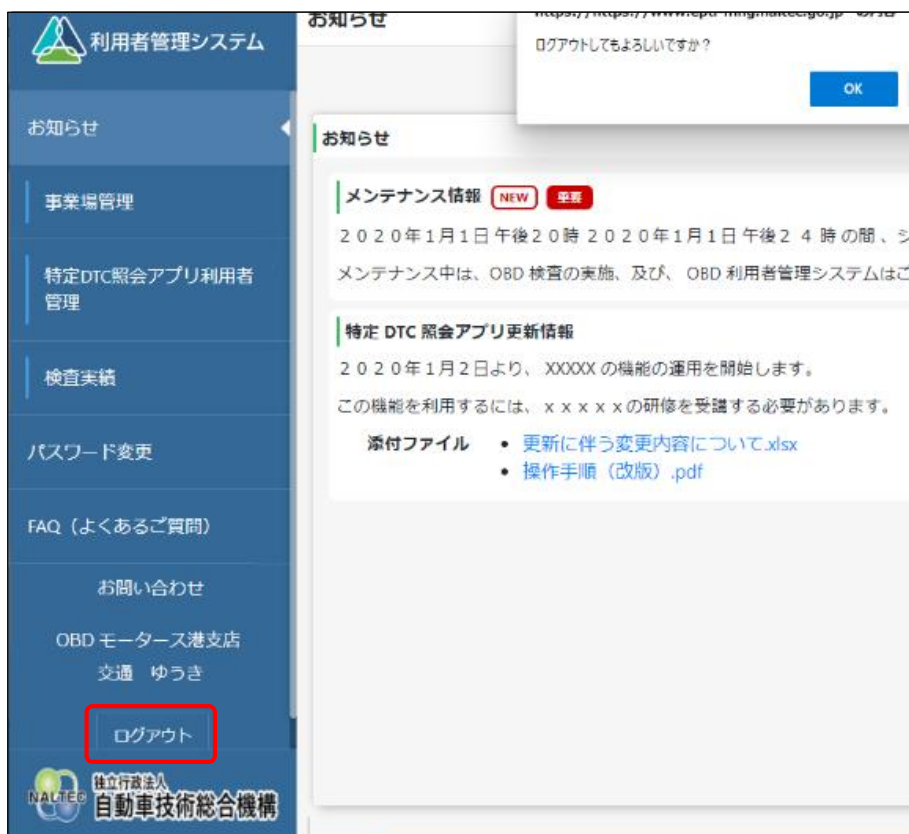 利用者管理システム
お知らせ
事業場管理
特定DTC照会アプリ利用者
管理
検査実績
パスワード変更
FAQ（よくあるご質問）
お問い合わせ
OBD モータース港支店
交通　ゆうき
ログアウト
NALTEC
独立行政法人
自動車技術総合機構
お知らせ
ログアウトしてもよろしいですか？
OK
お知らせ
メンテナンス情報 NEW 重要
２０２０年１月１日 午後２０時 ２０２０年１月１日 午後２ ４ 時 の間 、シ
メンテナンス中は、OBD 検査の実施、及び、 OBD 利用者管理システムはご
特定 DTC 照会アプリ更新情報
２０２０年１月２日より、 XXXXX の機能の運用を開始します。
この機能を利用するには、ｘｘｘｘｘの研修を受講する必要があります。
添付ファイル • 更新に伴う変更内容について.xlsx
• 操作手順（改版）.pdf